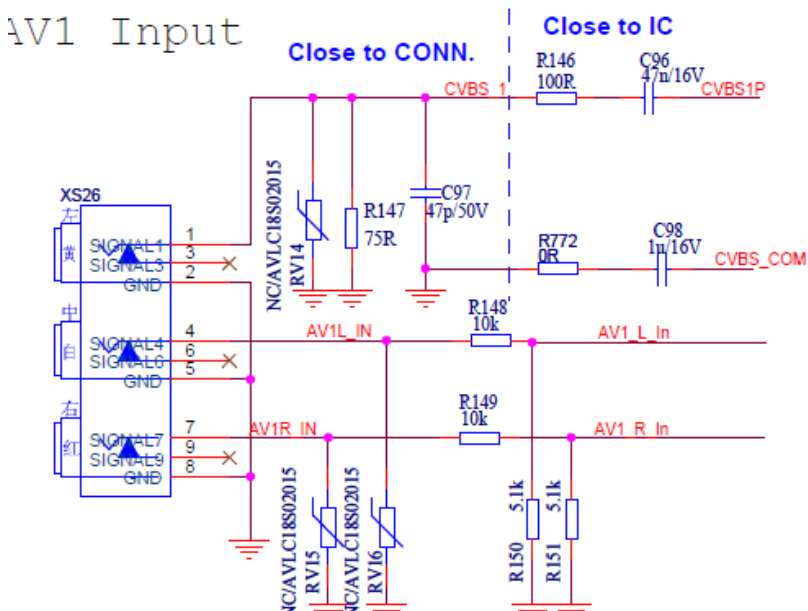 AV1 Input
Close to CONN.
Close to IC
R146
100R
C96
47n/16V
CVBS_1
CVBS1P
XS26
左
黄
SIGNAL1
1
SIGNAL3
3
GND
2
NC/AVLC18S02015
RV14
R147
75R
C97
47p/50V
R772
0R
C98
1u/16V
CVBS_COM
中
白
SIGNAL4
4
SIGNAL6
6
GND
5
AV1L_IN
R148
10k
AV1_L_In
右
红
SIGNAL7
7
SIGNAL9
9
GND
8
AV1R_IN
R149
10k
AV1_R_In
NC/AVLC18S02015
RV15
NC/AVLC18S02015
RV16
5.1k
R150
5.1k
R151